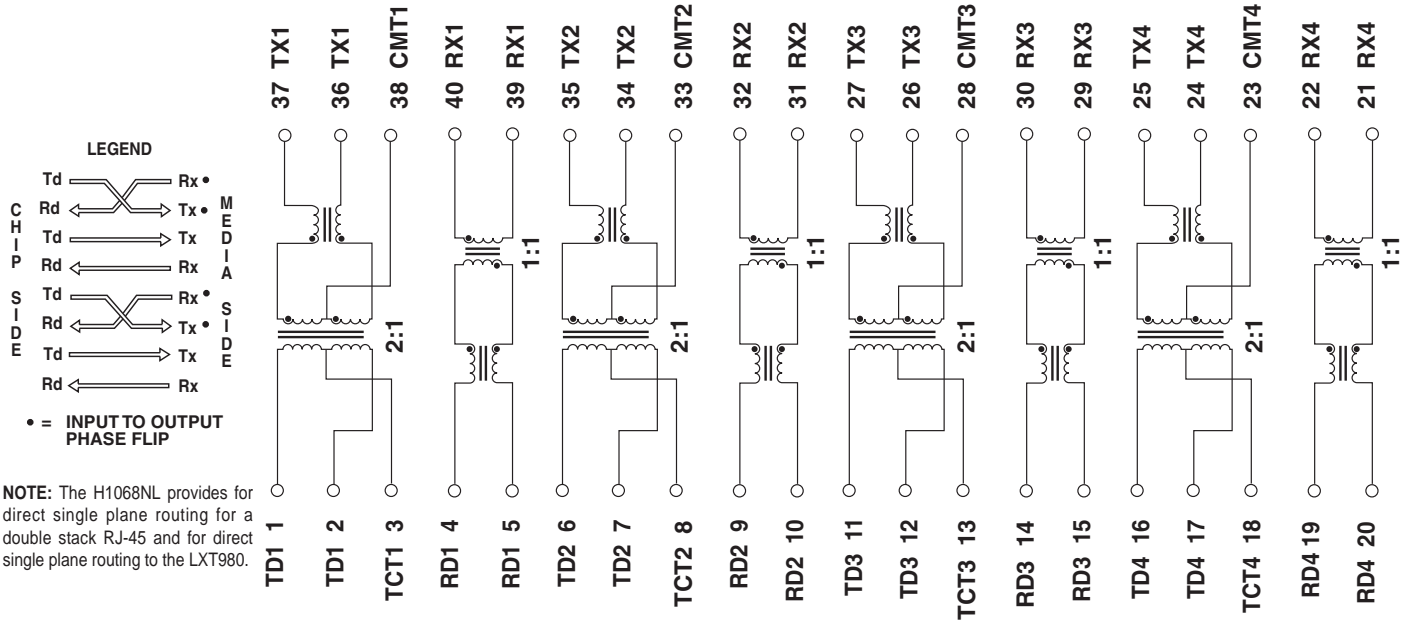 37 TX1
36 TX1
38 CMT1
40 RX1
39 RX1
35 TX2
34 TX2
33 CMT2
32 RX2
31 RX2
27 TX3
26 TX3
28 CMT3
30 RX3
29 RX3
25 TX4
24 TX4
23 CMT4
22 RX4
21 RX4
LEGEND
CHIP SIDE
MEDIA SIDE
Td Rx •
Rd Tx •
Td Tx
Rd Rx
Td Rx •
Rd Tx •
Td Tx
Rd Rx
• = INPUT TO OUTPUT
PHASE FLIP
2:1
1:1
2:1
1:1
2:1
1:1
2:1
1:1
NOTE: The H1068NL provides for
direct single plane routing for a
double stack RJ-45 and for direct
single plane routing to the LXT980.
TD1 1
TD1 2
TCT1 3
RD1 4
RD1 5
TD2 6
TD2 7
TCT2 8
RD2 9
RD2 10
TD3 11
TD3 12
TCT3 13
RD3 14
RD3 15
TD4 16
TD4 17
TCT4 18
RD4 19
RD4 20